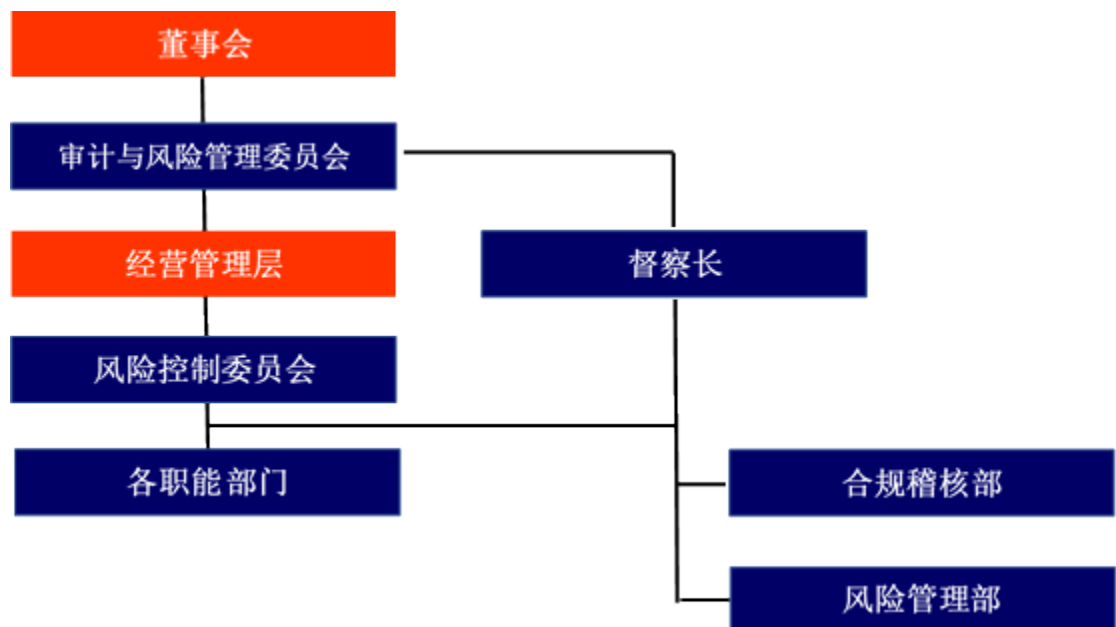 董事会
审计与风险管理委员会
经营管理层
督察长
风险控制委员会
各职能部门
合规稽核部
风险管理部